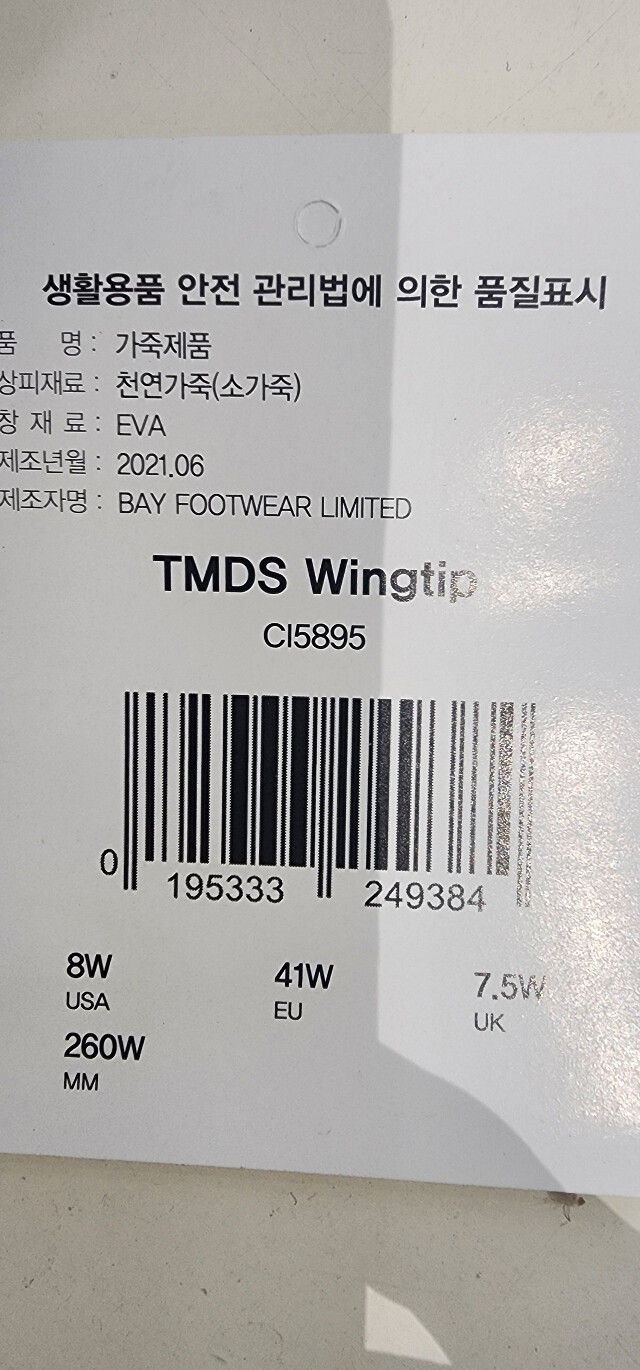 생활용품 안전 관리법에 의한 품질표시
품 명 : 가죽제품
상피재료 : 천연가죽(소가죽)
창 재 료 : EVA
제조년월 : 2021.06
제조자명 : BAY FOOTWEAR LIMITED
TMDS Wingtip
CI5895
0 195333 249384
8W 41W 7.5W
USA EU UK
260W
MM